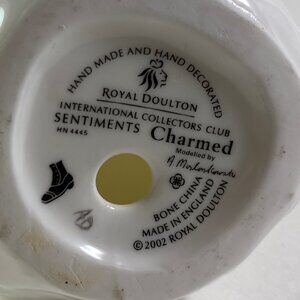 HAND MADE AND HAND DECORATED
ROYAL DOULTON
INTERNATIONAL COLLECTORS CLUB
SENTIMENTS Charmed
HN 4445
Modelled by
BONE CHINA
MADE IN ENGLAND
© 2002 ROYAL DOULTON